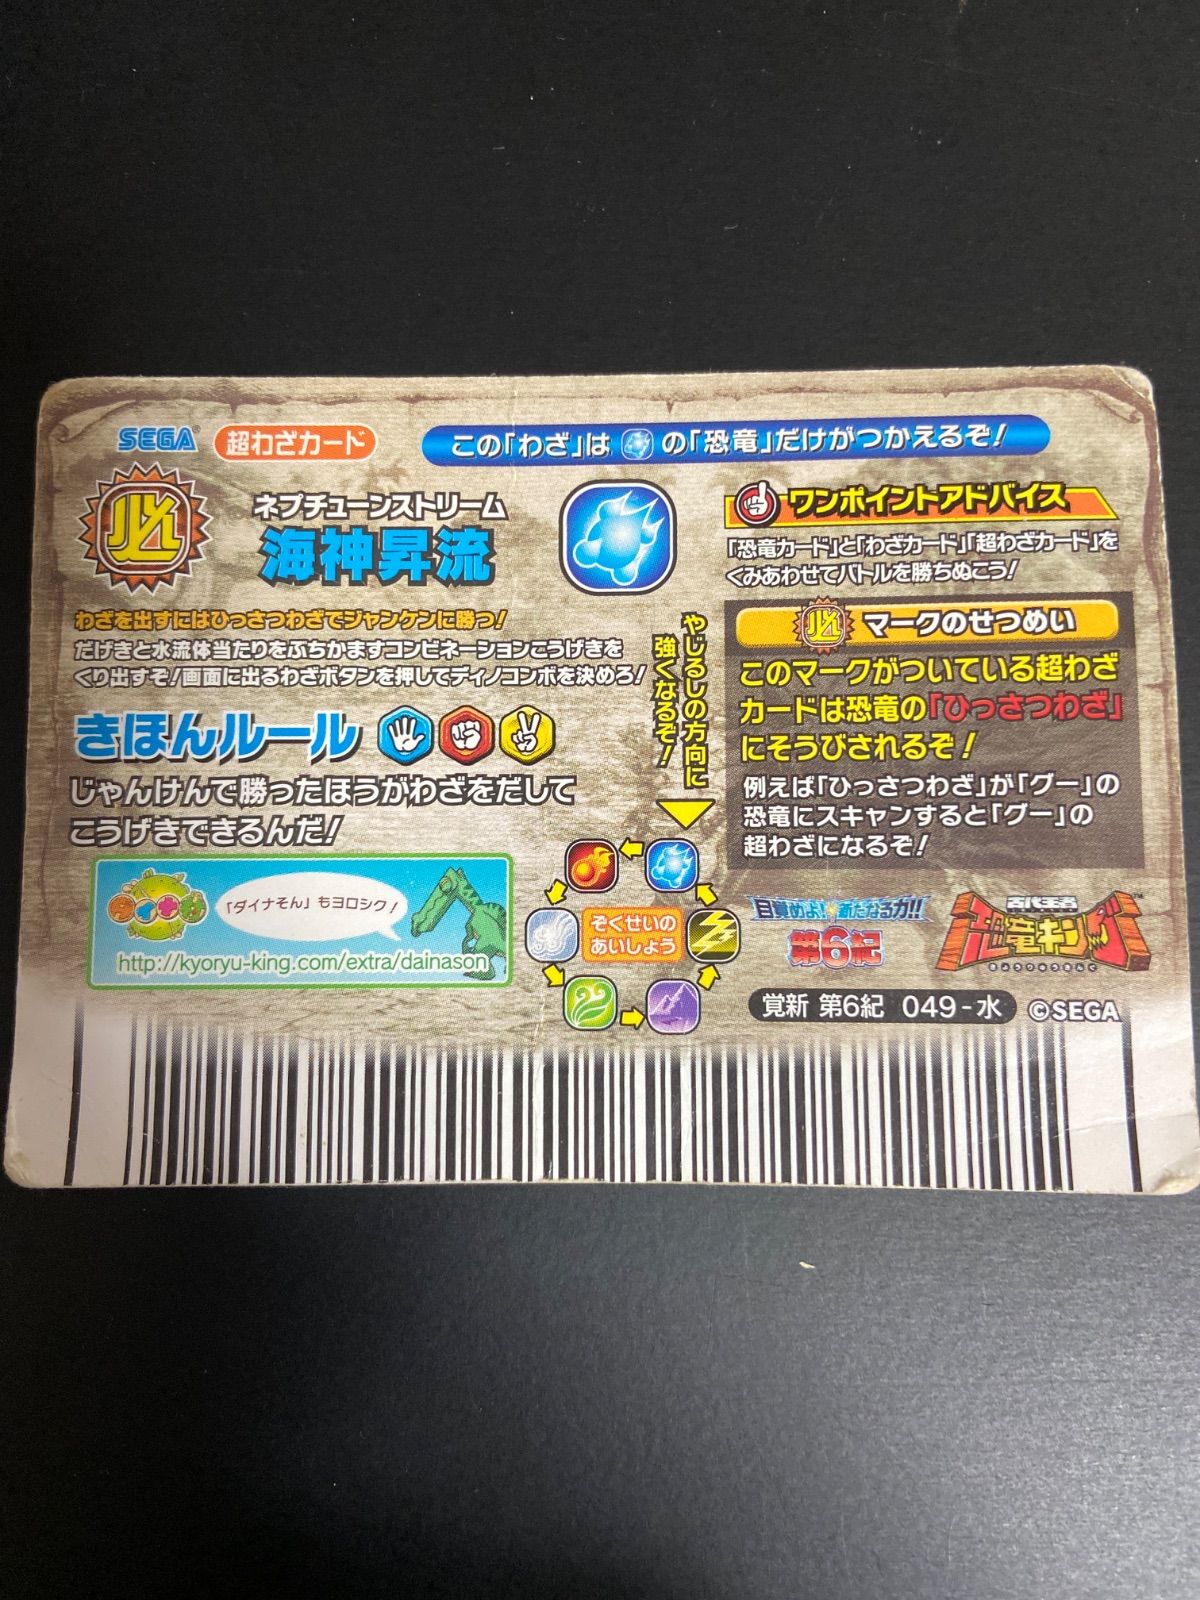 SEGA
超わざカード
この「わざ」は の「恐竜」だけがつかえるぞ!
必
ネプチューンストリーム
海神昇流
わざを出すにはひっさつわざでジャンケンに勝つ!
だげきと水流体当たりをぶちかますコンビネーションこうげきを
くり出すぞ!画面に出るわざボタンを押してディノコンボを決めろ!
きほんルール
じゃんけんで勝ったほうがわざをだして
こうげきできるんだ!
ダイナそん
「ダイナそん」もヨロシク!
http://kyoryu-king.com/extra/dainason
やじるしの方向に
強くなるぞ!
ぞくせいの
あいしょう
ワンポイントアドバイス
「恐竜カード」と「わざカード」「超わざカード」を
くみあわせてバトルを勝ちぬこう!
必 マークのせつめい
このマークがついている超わざ
カードは恐竜の「ひっさつわざ」
にそうびされるぞ!
例えば「ひっさつわざ」が「グー」の
恐竜にスキャンすると「グー」の
超わざになるぞ!
目覚めよ!新たなる力!!
第6紀
古代王者
恐竜キング
きょうりゅうきんぐ
TM
覚新 第6紀 049-水
©SEGA